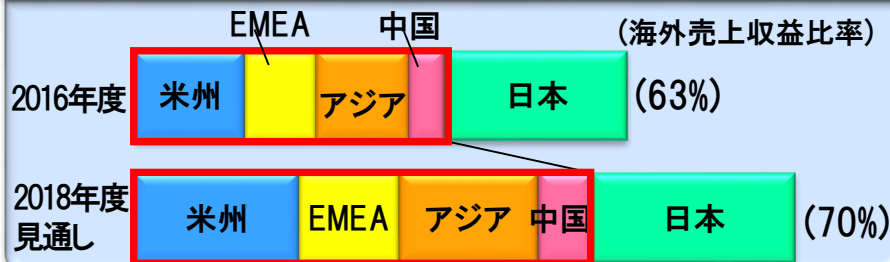 EMEA 中国 (海外売上収益比率)
2016年度 米州 アジア 日本 (63%)
2018年度
見通し 米州 EMEA アジア 中国 日本 (70%)